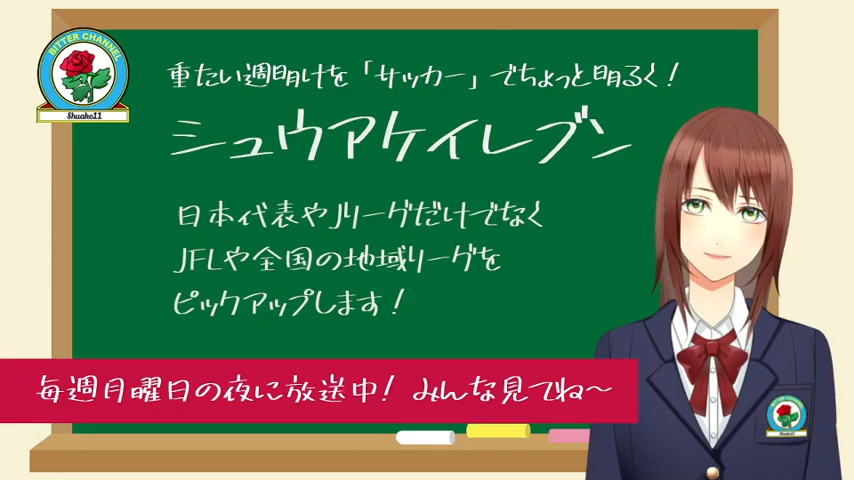 BITTER CHANNEL
Shuake11
重たい週明けを「サッカー」でちょっと明るく！
シュウアケイレブン
日本代表やJリーグだけでなく
JFLや全国の地域リーグを
ピックアップします！
毎週月曜日の夜に放送中！みんな見てね〜
BITTER CHANNEL
Shuake11